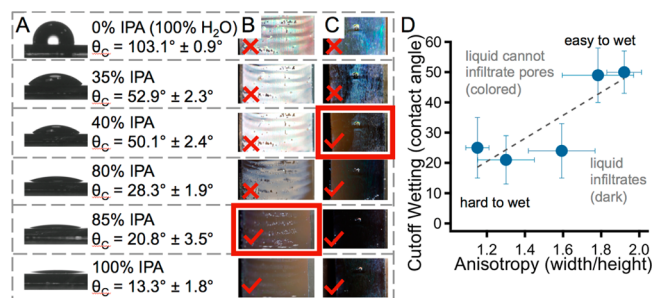 A
B
C
D
0% IPA (100% H₂O)
θC = 103.1° ± 0.9°
35% IPA
θC = 52.9° ± 2.3°
40% IPA
θC = 50.1° ± 2.4°
80% IPA
θC = 28.3° ± 1.9°
85% IPA
θC = 20.8° ± 3.5°
100% IPA
θC = 13.3° ± 1.8°
Cutoff Wetting (contact angle)
60
50
40
30
20
10
0
easy to wet
liquid cannot
infiltrate pores
(colored)
liquid
infiltrates
(dark)
hard to wet
1.2 1.4 1.6 1.8 2.0
Anisotropy (width/height)